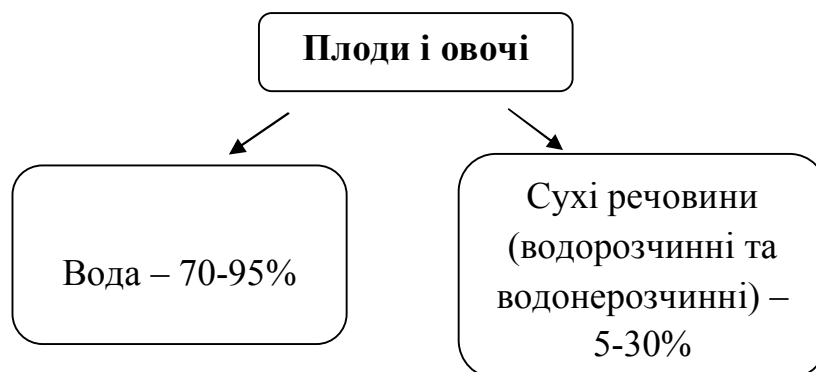 Плоди і овочі
Вода – 70-95%
Сухі речовини
(водорозчинні та
водонерозчинні) –
5-30%